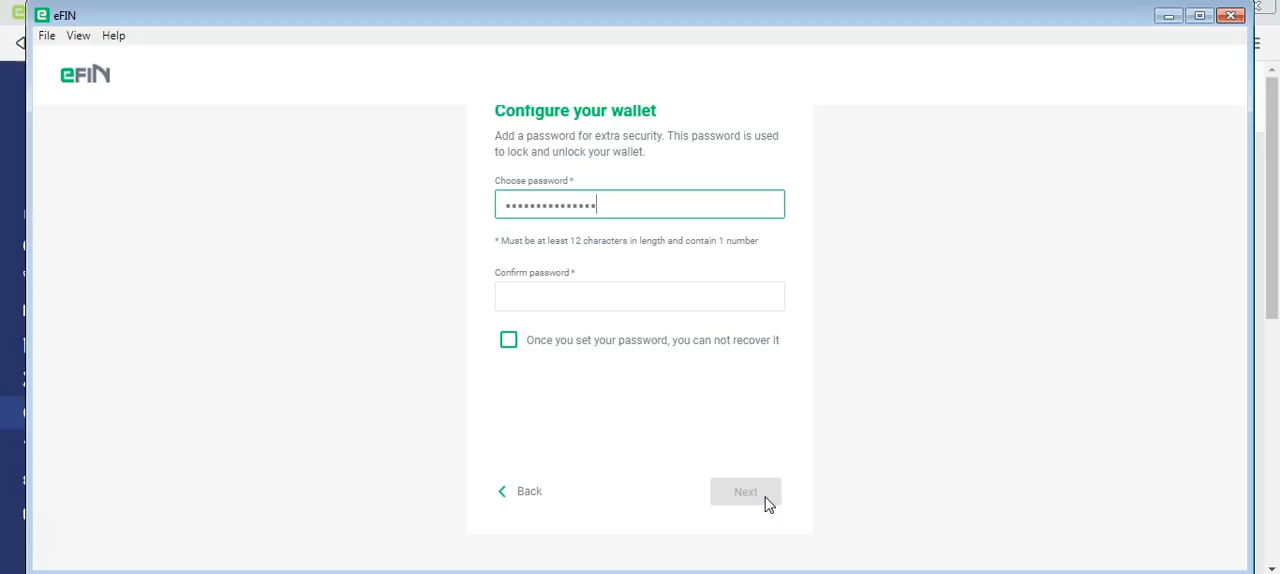 eFIN
File View Help
eFIN
Configure your wallet
Add a password for extra security. This password is used
to lock and unlock your wallet.
Choose password *
•••••••••••••••
* Must be at least 12 characters in length and contain 1 number
Confirm password *
Once you set your password, you can not recover it
Back
Next